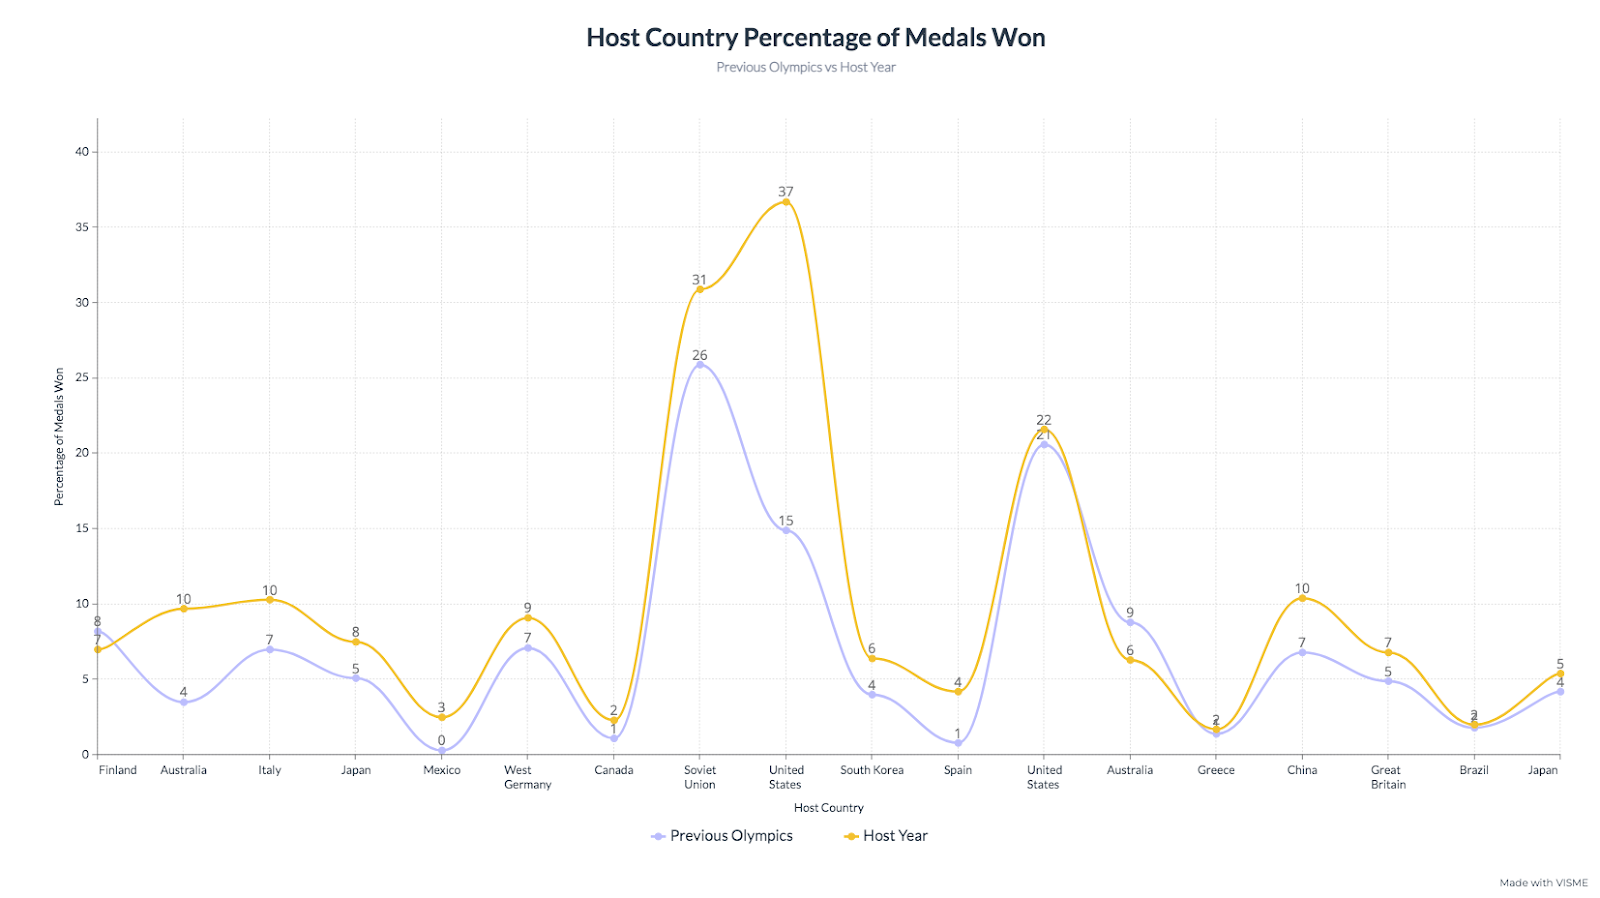 Host Country Percentage of Medals Won
Previous Olympics vs Host Year
Percentage of Medals Won
40
35
30
25
20
15
10
5
0
8
7
10
4
10
7
8
5
3
0
9
7
2
1
31
26
37
15
6
4
4
1
22
21
9
6
2
10
7
7
5
2
5
4
Finland
Australia
Italy
Japan
Mexico
West
Germany
Canada
Soviet
Union
United
States
South Korea
Spain
United
States
Australia
Greece
China
Great
Britain
Brazil
Japan
Host Country
Previous Olympics
Host Year
Made with VISME